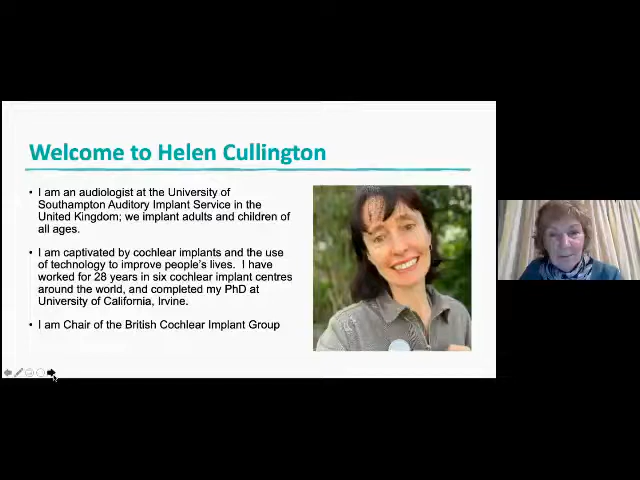 Welcome to Helen Cullington
• I am an audiologist at the University of
Southampton Auditory Implant Service in the
United Kingdom; we implant adults and children of
all ages.
• I am captivated by cochlear implants and the use
of technology to improve people's lives. I have
worked for 28 years in six cochlear implant centres
around the world, and completed my PhD at
University of California, Irvine.
• I am Chair of the British Cochlear Implant Group